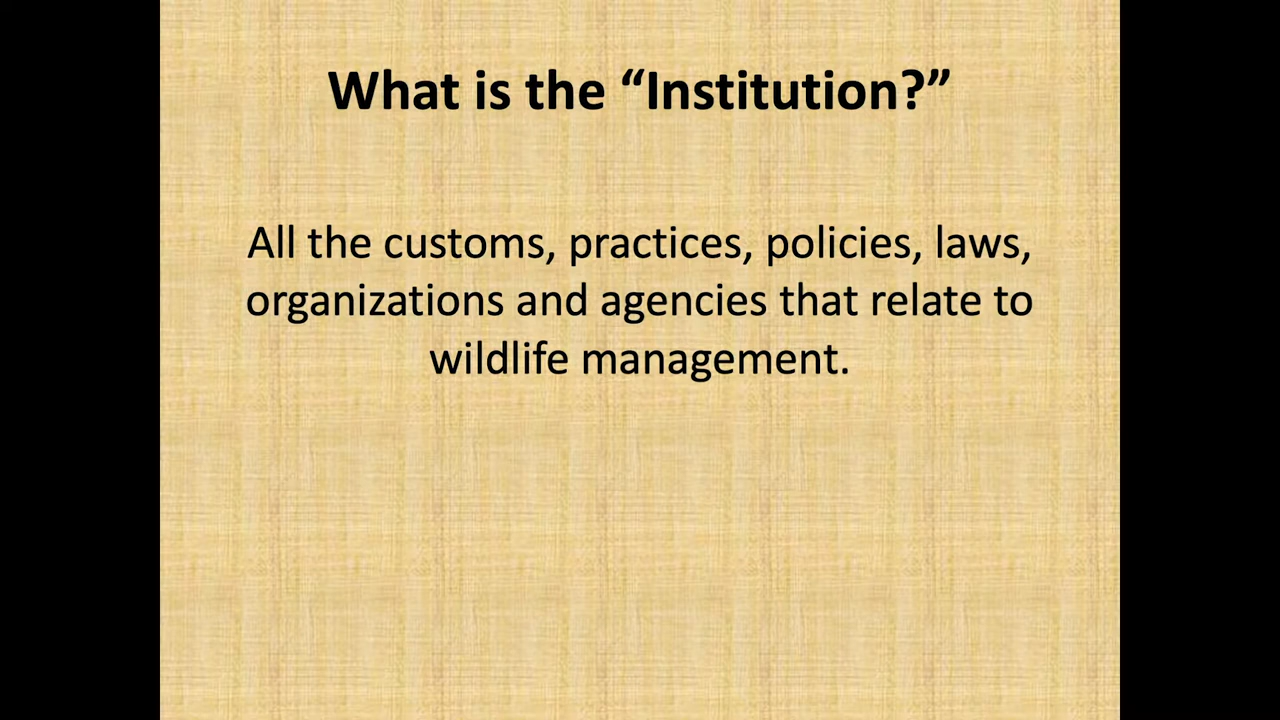 What is the “Institution?”
All the customs, practices, policies, laws,
organizations and agencies that relate to
wildlife management.